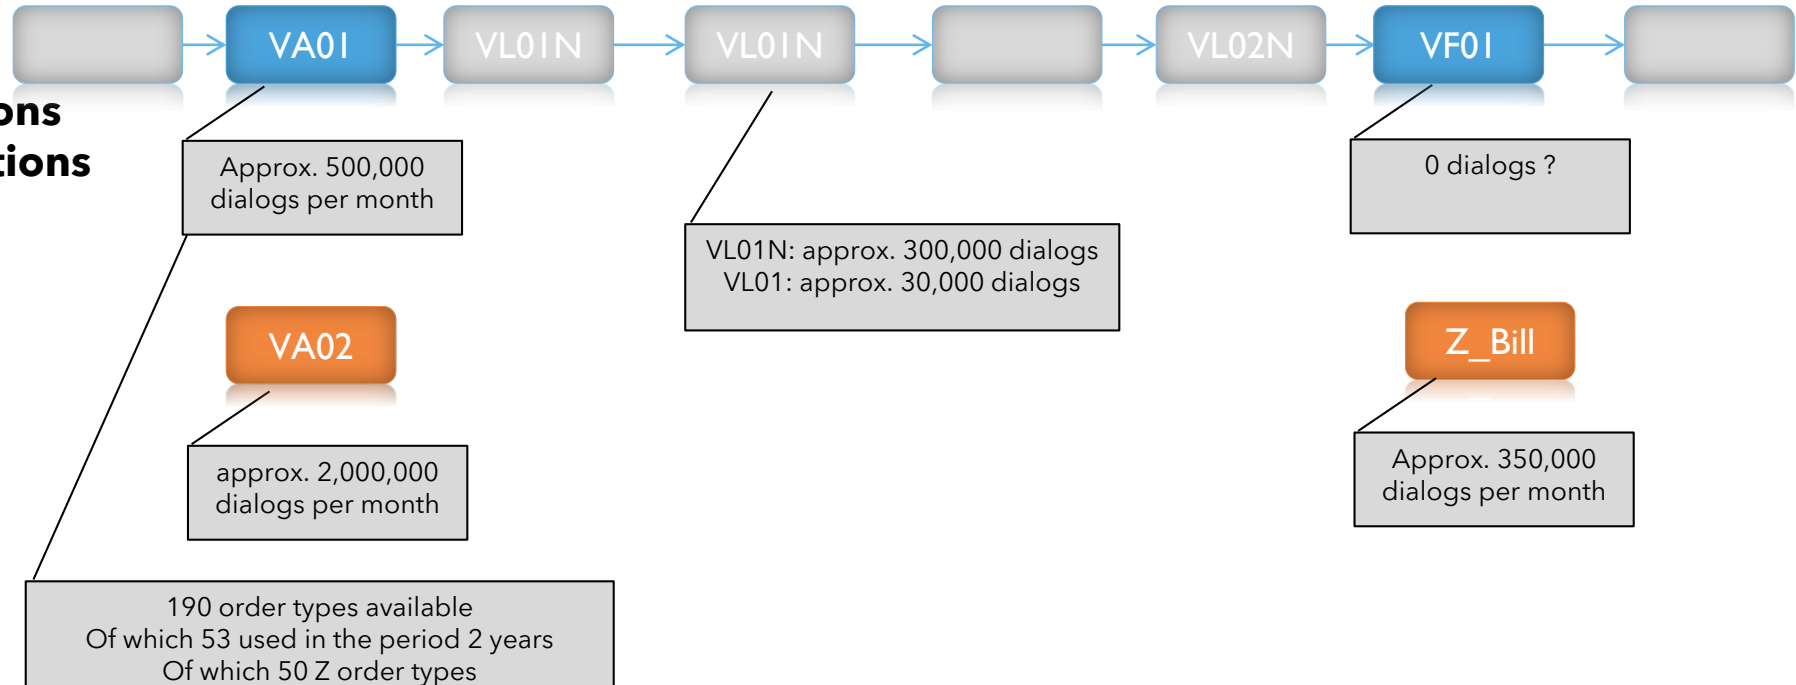 VA01
VL01N
VL01N
VL02N
VF01
ons
tions
Approx. 500,000
dialogs per month
0 dialogs ?
VL01N: approx. 300,000 dialogs
VL01: approx. 30,000 dialogs
VA02
Z_Bill
approx. 2,000,000
dialogs per month
Approx. 350,000
dialogs per month
190 order types available
Of which 53 used in the period 2 years
Of which 50 Z order types